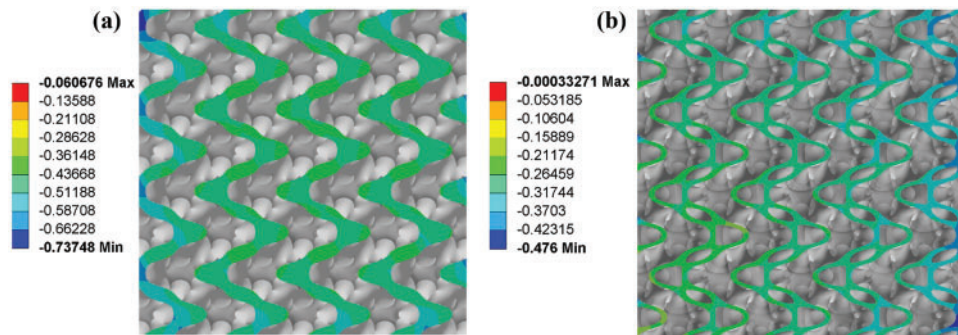 (a)
-0.060676 Max
-0.13588
-0.21108
-0.28628
-0.36148
-0.43668
-0.51188
-0.58708
-0.66228
-0.73748 Min
(b)
-0.00033271 Max
-0.053185
-0.10604
-0.15889
-0.21174
-0.26459
-0.31744
-0.3703
-0.42315
-0.476 Min